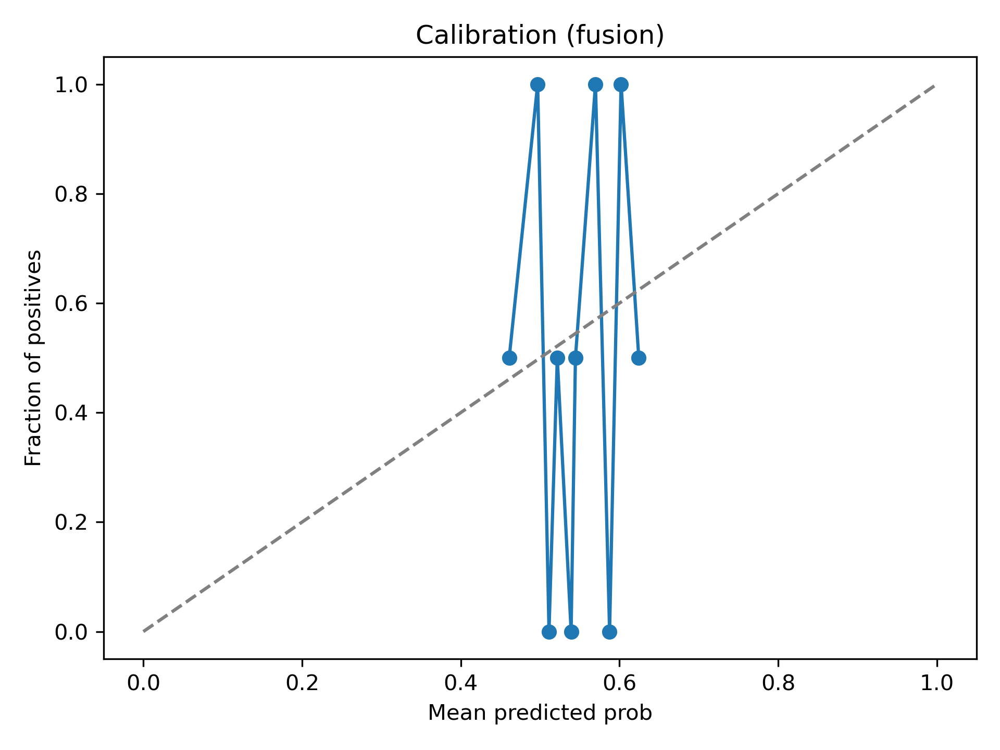 Calibration (fusion)
1.0
0.8
0.6
0.4
0.2
0.0
Fraction of positives
0.0 0.2 0.4 0.6 0.8 1.0
Mean predicted prob